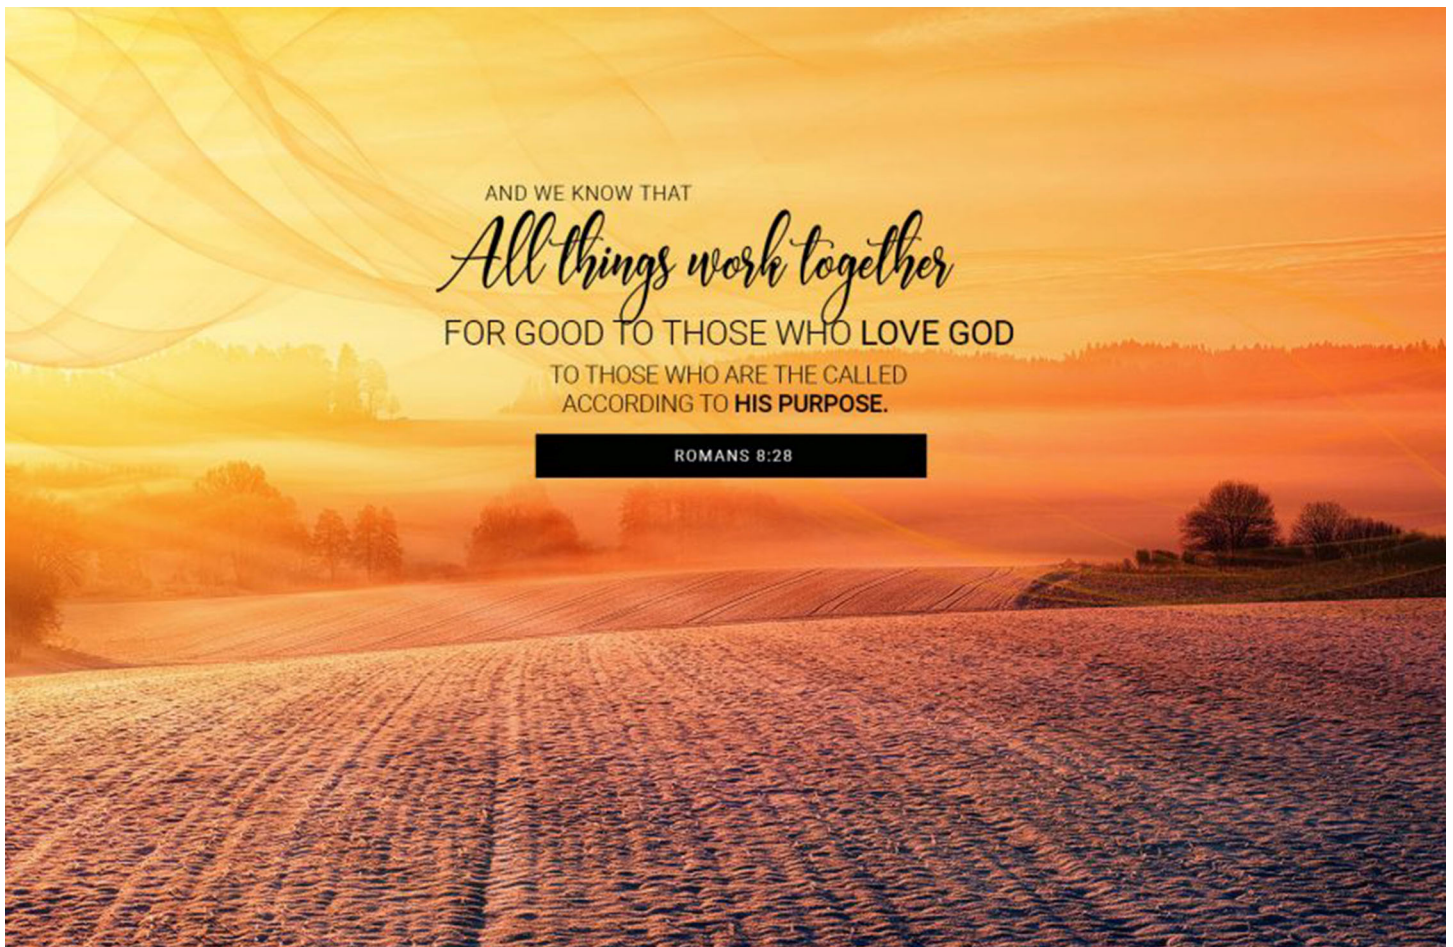 AND WE KNOW THAT
All things work together
FOR GOOD TO THOSE WHO LOVE GOD
TO THOSE WHO ARE THE CALLED
ACCORDING TO HIS PURPOSE.
ROMANS 8:28